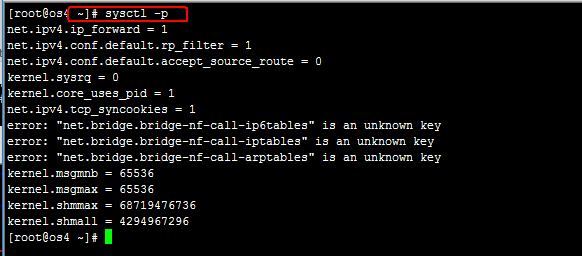 [root@os4 ~]# sysctl -p
net.ipv4.ip_forward = 1
net.ipv4.conf.default.rp_filter = 1
net.ipv4.conf.default.accept_source_route = 0
kernel.sysrq = 0
kernel.core_uses_pid = 1
net.ipv4.tcp_syncookies = 1
error: "net.bridge.bridge-nf-call-ip6tables" is an unknown key
error: "net.bridge.bridge-nf-call-iptables" is an unknown key
error: "net.bridge.bridge-nf-call-arptables" is an unknown key
kernel.msgmnb = 65536
kernel.msgmax = 65536
kernel.shmmax = 68719476736
kernel.shmall = 4294967296
[root@os4 ~]#